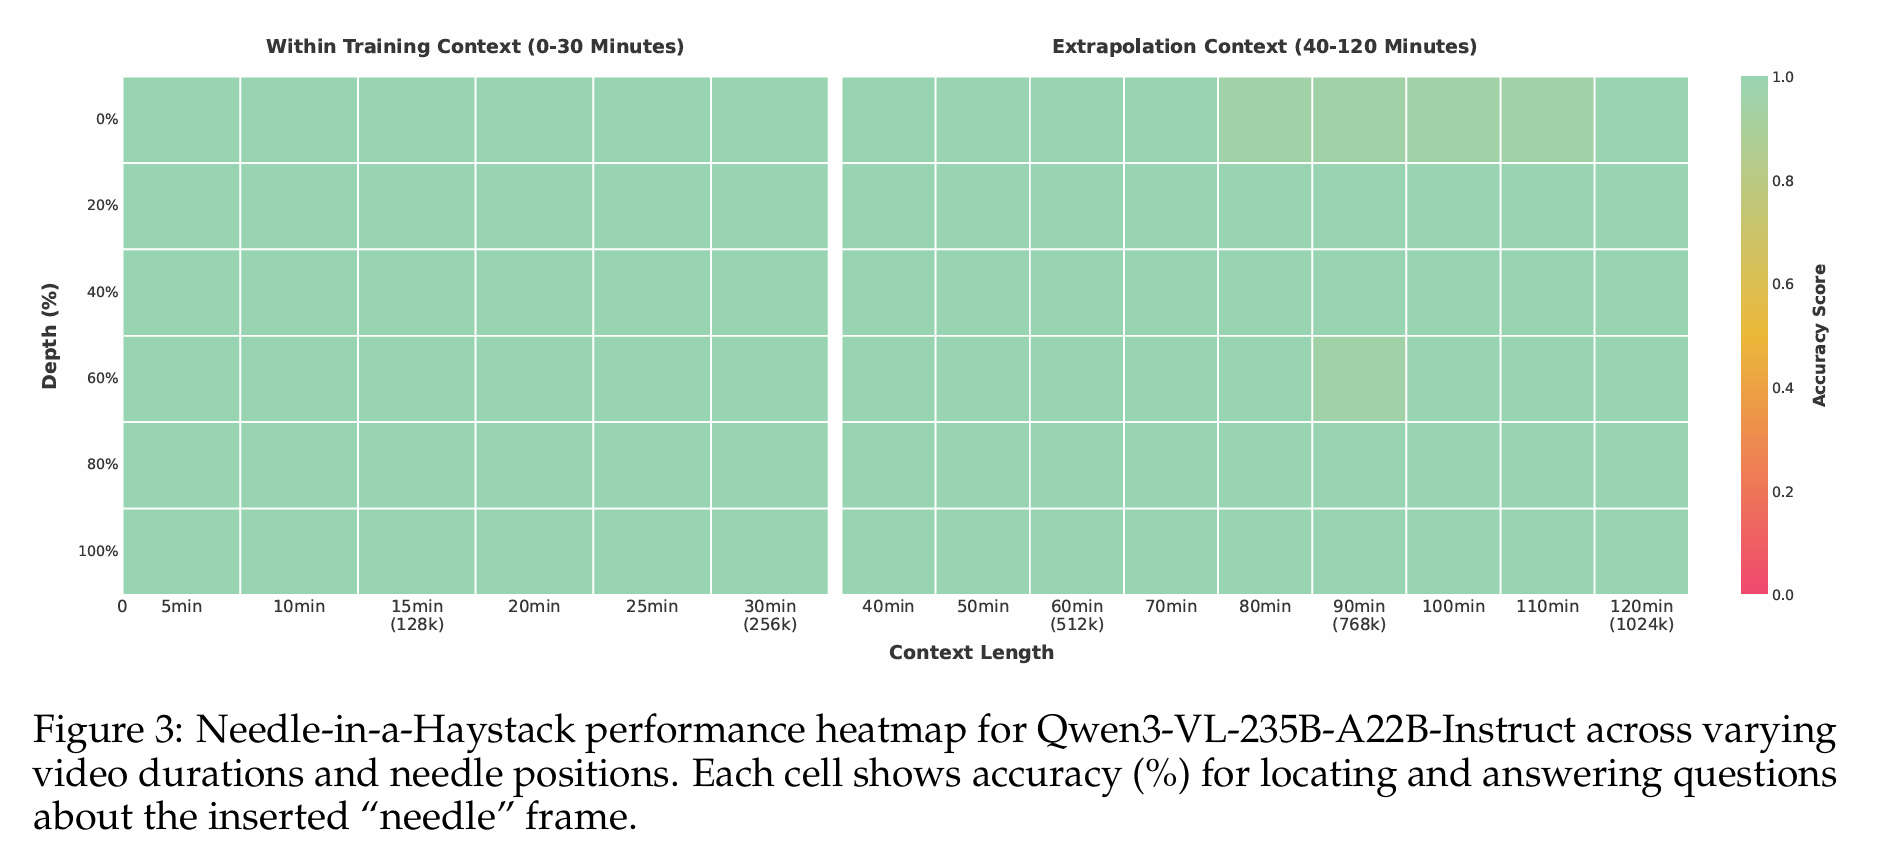 Within Training Context (0-30 Minutes)
Extrapolation Context (40-120 Minutes)
Depth (%)
0%
20%
40%
60%
80%
100%
0 5min 10min 15min 20min 25min 30min 40min 50min 60min 70min 80min 90min 100min 110min 120min
(128k) (256k) (512k) (768k) (1024k)
Context Length
1.0
0.8
0.6
0.4
0.2
0.0
Accuracy Score
Figure 3: Needle-in-a-Haystack performance heatmap for Qwen3-VL-235B-A22B-Instruct across varying
video durations and needle positions. Each cell shows accuracy (%) for locating and answering questions
about the inserted “needle” frame.